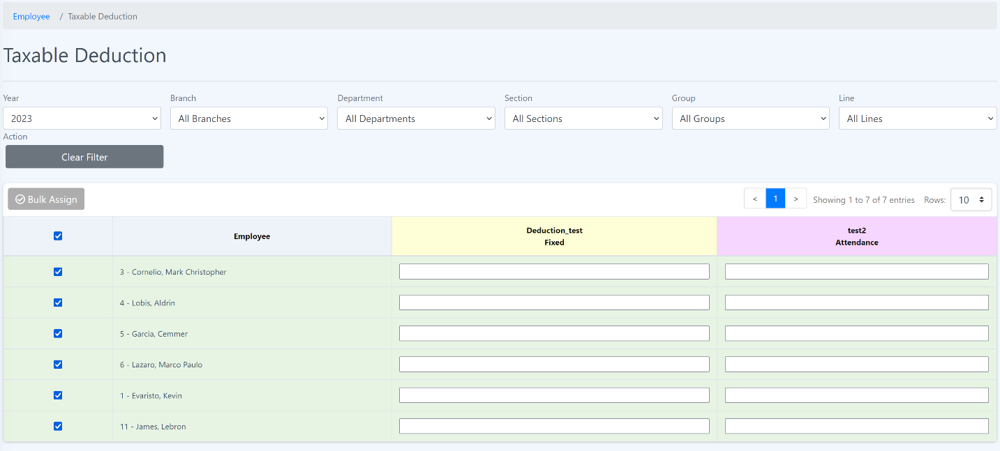 Employee / Taxable Deduction
Taxable Deduction
Year Branch Department Section Group Line
2023 All Branches All Departments All Sections All Groups All Lines
Action
Clear Filter
Bulk Assign < 1 > Showing 1 to 7 of 7 entries Rows: 10
Employee Deduction_test Fixed test2 Attendance
3 - Cornelio, Mark Christopher
4 - Lobis, Aldrin
5 - Garcia, Cemmer
6 - Lazaro, Marco Paulo
1 - Evaristo, Kevin
11 - James, Lebron